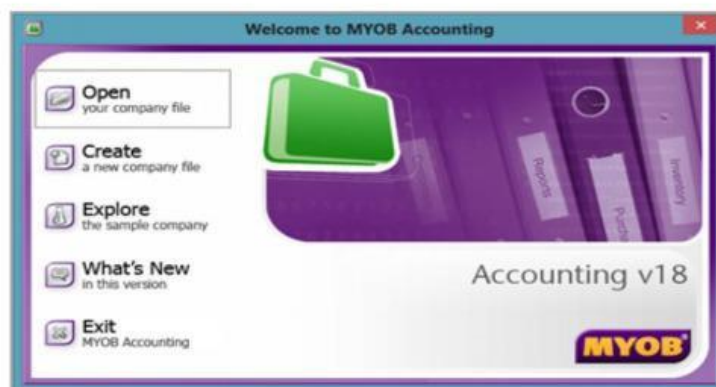 Welcome to MYOB Accounting
Open
your company file
Create
a new company file
Explore
the sample company
What's New
in this version
Exit
MYOB Accounting
Reports
Inventory
Accounting v18
MYOB